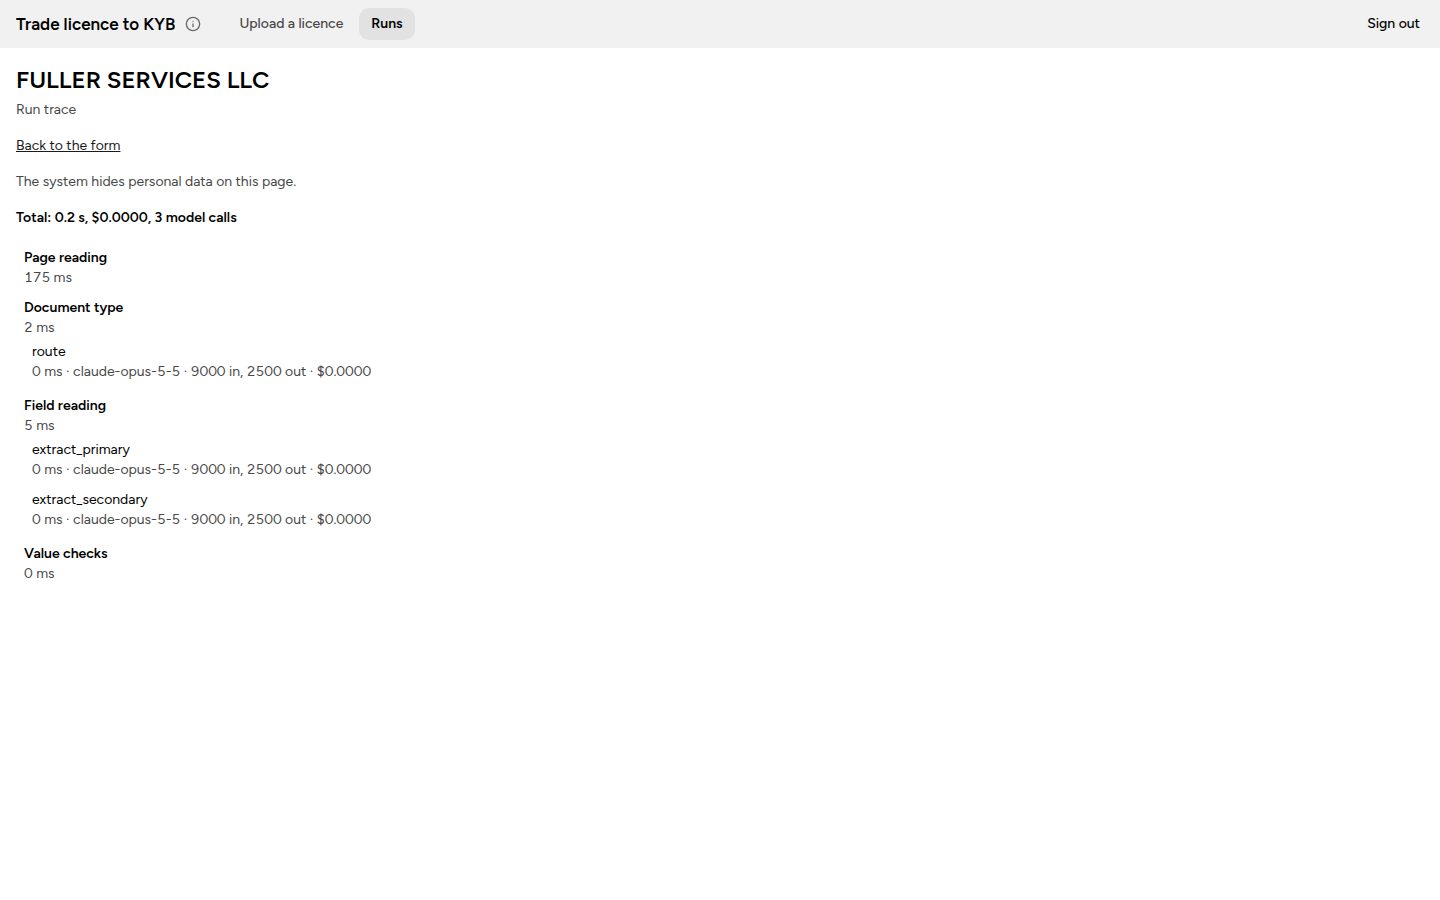 Trade licence to KYB
Upload a licence
Runs
Sign out
FULLER SERVICES LLC
Run trace
Back to the form
The system hides personal data on this page.
Total: 0.2 s, $0.0000, 3 model calls
Page reading
175 ms
Document type
2 ms
route
0 ms · claude-opus-5-5 · 9000 in, 2500 out · $0.0000
Field reading
5 ms
extract_primary
0 ms · claude-opus-5-5 · 9000 in, 2500 out · $0.0000
extract_secondary
0 ms · claude-opus-5-5 · 9000 in, 2500 out · $0.0000
Value checks
0 ms